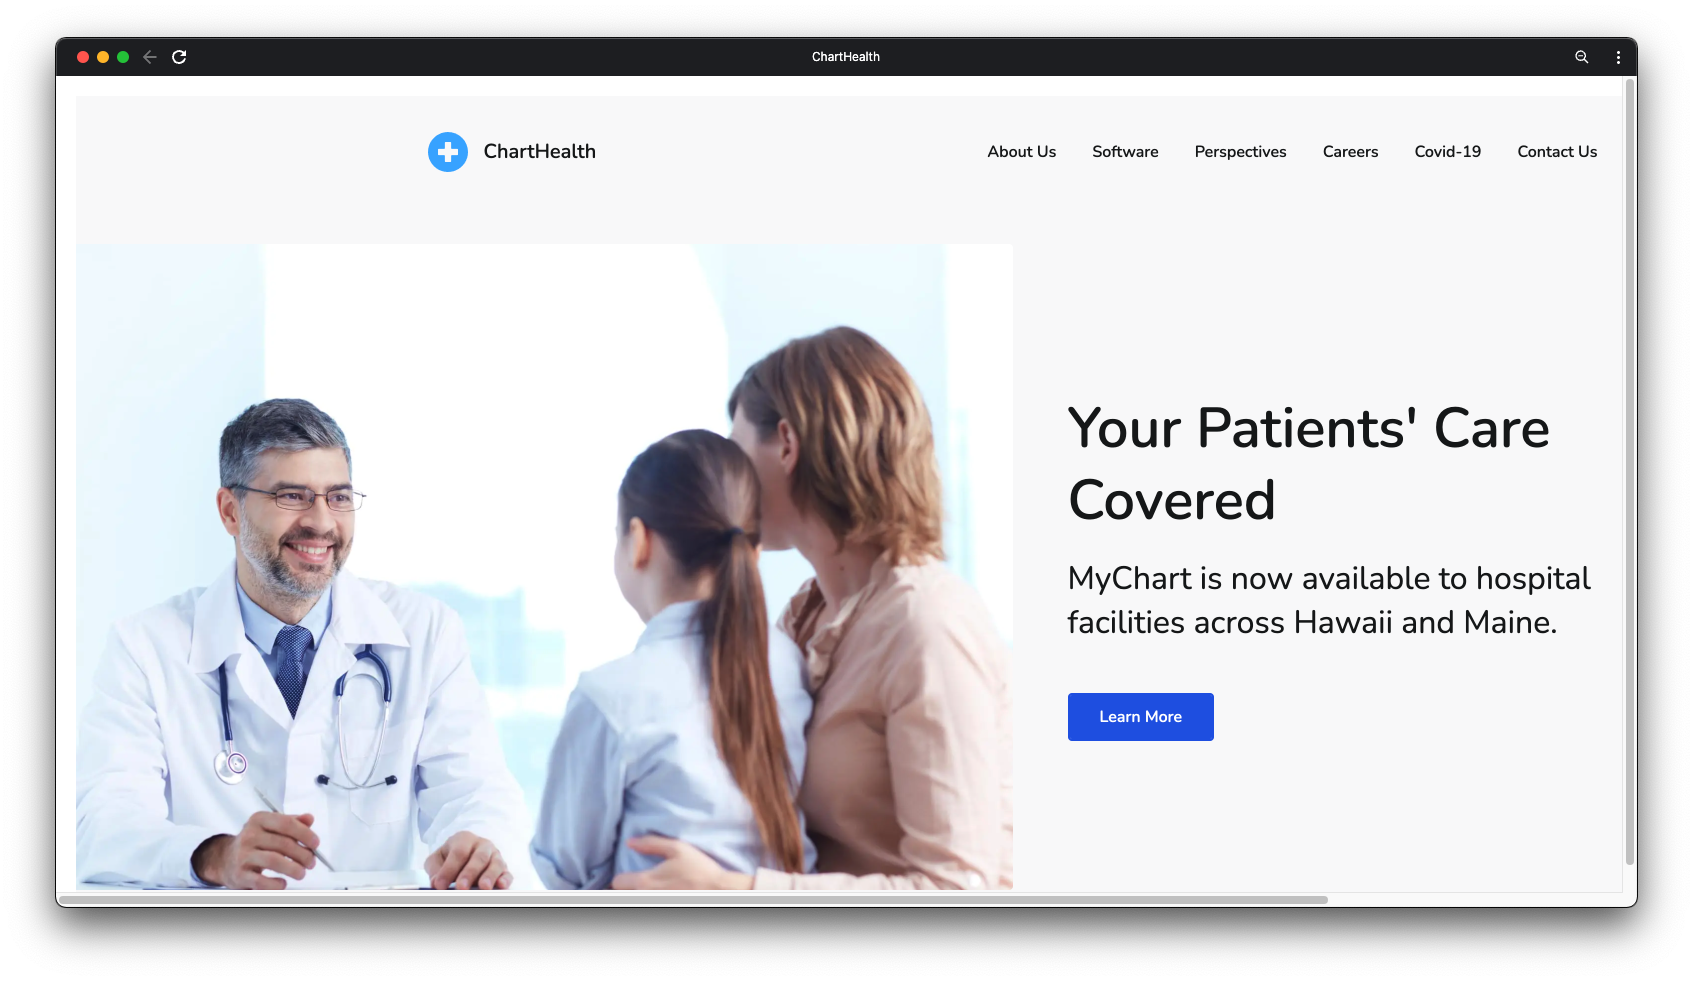 ChartHealth
ChartHealth
About Us Software Perspectives Careers Covid-19 Contact Us
Your Patients' Care
Covered
MyChart is now available to hospital
facilities across Hawaii and Maine.
Learn More